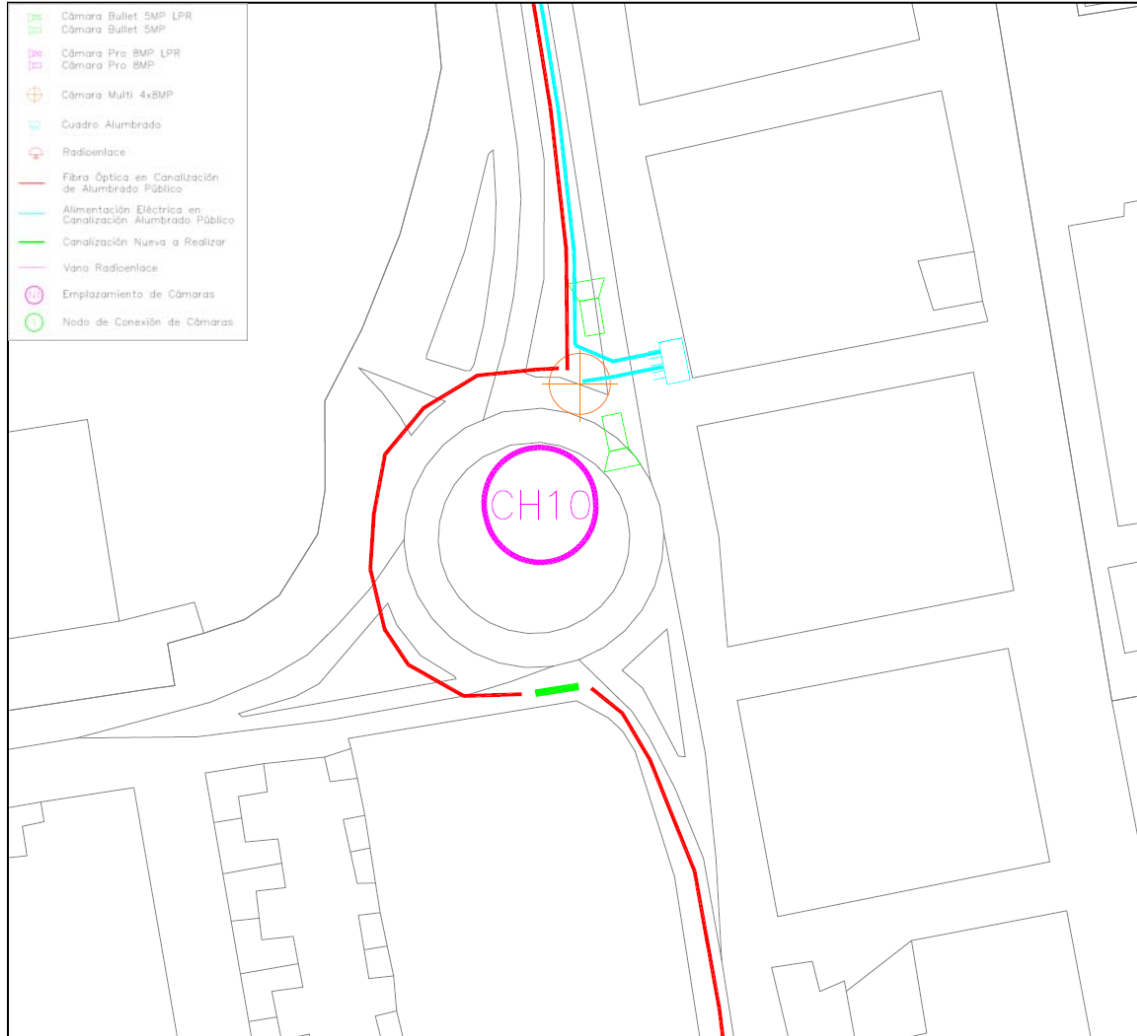 Cámara Bullet 5MP LPR
Cámara Bullet 5MP
Cámara Pro 8MP LPR
Cámara Pro 8MP
Cámara Multi 4x8MP
Cuadro Alumbrado
Radioenlace
Fibra Óptica en Canalización
de Alumbrado Público
Alimentación Eléctrica en
Canalización Alumbrado Público
Canalización Nueva a Realizar
Vano Radioenlace
Emplazamiento de Cámaras
Nodo de Conexión de Cámaras
CH10